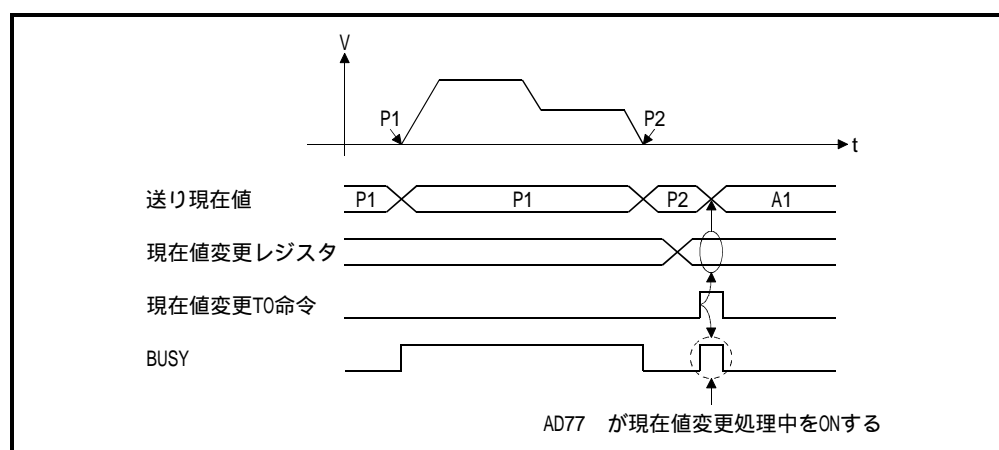 V
P1
P2
t
送り現在値 P1 P1 P2 A1
現在値変更レジスタ
現在値変更TO命令
BUSY
AD77 が現在値変更処理中をONする